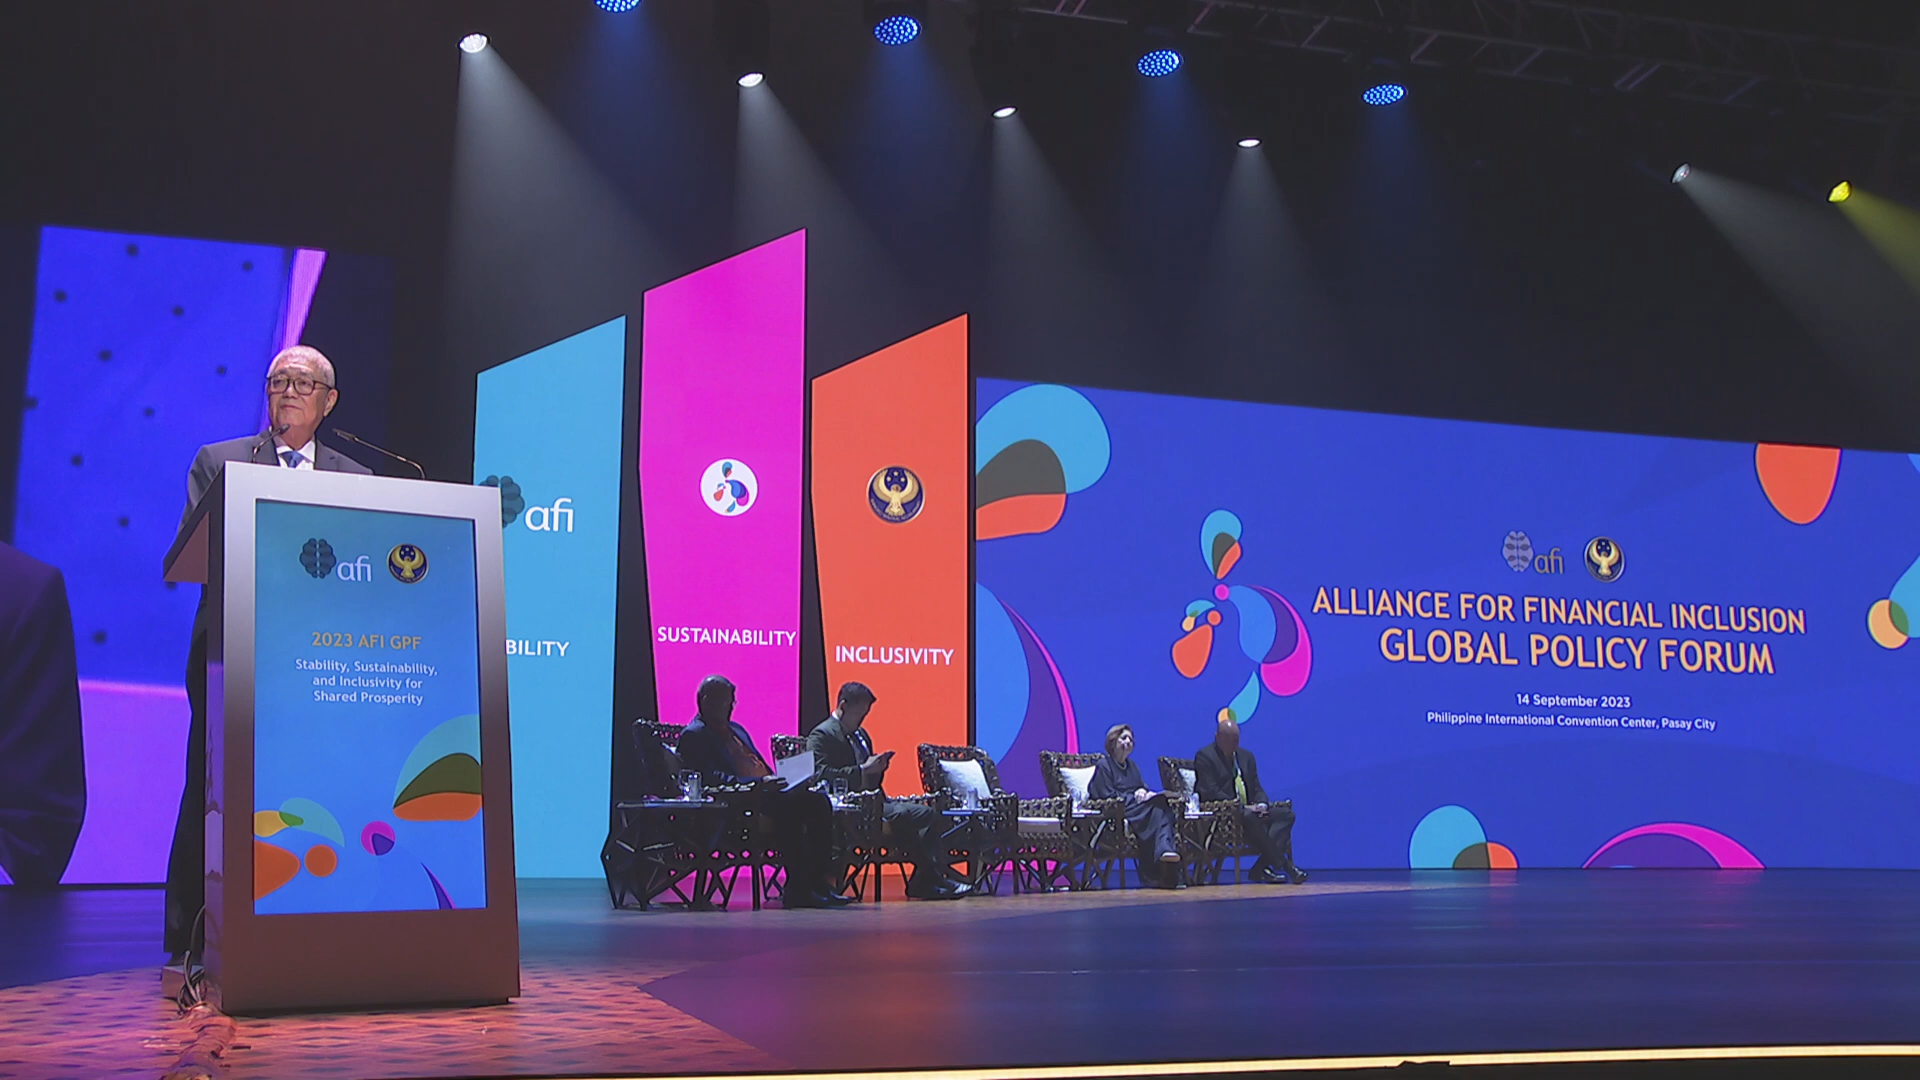 afi
2023 AFI GPF
Stability, Sustainability,
and Inclusivity for
Shared Prosperity
afi
BILITY
SUSTAINABILITY
INCLUSIVITY
afi
ALLIANCE FOR FINANCIAL INCLUSION
GLOBAL POLICY FORUM
14 September 2023
Philippine International Convention Center, Pasay City